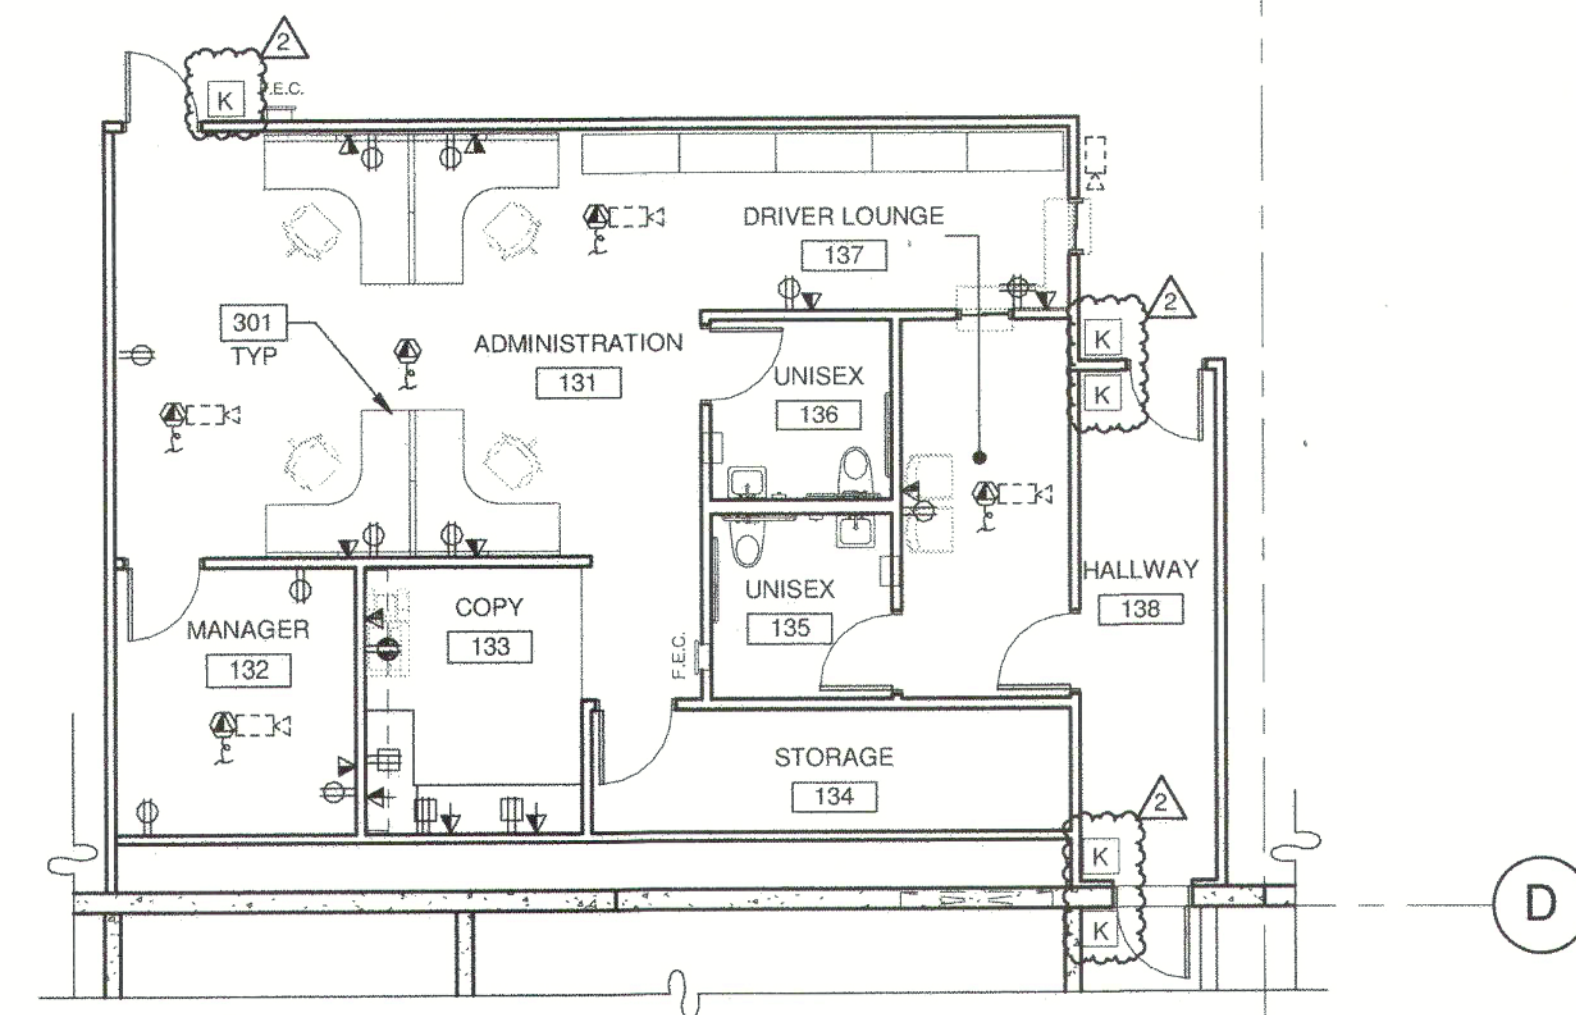 2
K
F.E.C.
DRIVER LOUNGE
137
301
TYP
ADMINISTRATION
131
2
K
K
UNISEX
136
HALLWAY
138
UNISEX
135
COPY
133
MANAGER
132
F.E.C.
STORAGE
134
2
K
K
D